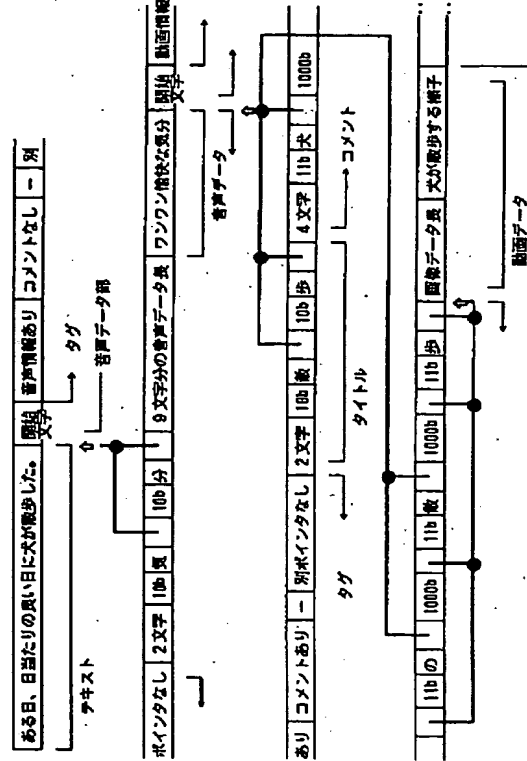 ある日、日当たりの良い日に犬が散歩した。 開始文字 音声情報あり コメントなし ー 別
テキスト
タグ
音声データ部
ポインタなし 2文字 10b 気 10b 分 9文字分の音声データ長 ワンワン愉快な気分 開始文字 動画情報
音声データ
あり コメントあり ー 別ポインタなし 2文字 10b 散 10b 歩 4文字 11b 犬 1000b
タグ
タイトル
コメント
11b の 1000b 11b 散 1000b 11b 歩 画像データ長 犬が散歩する様子
動画データ